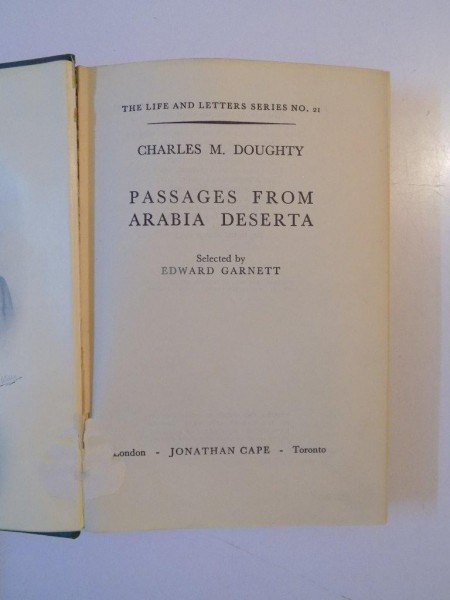 THE LIFE AND LETTERS SERIES NO. 21
CHARLES M. DOUGHTY
PASSAGES FROM
ARABIA DESERTA
Selected by
EDWARD GARNETT
London - JONATHAN CAPE - Toronto